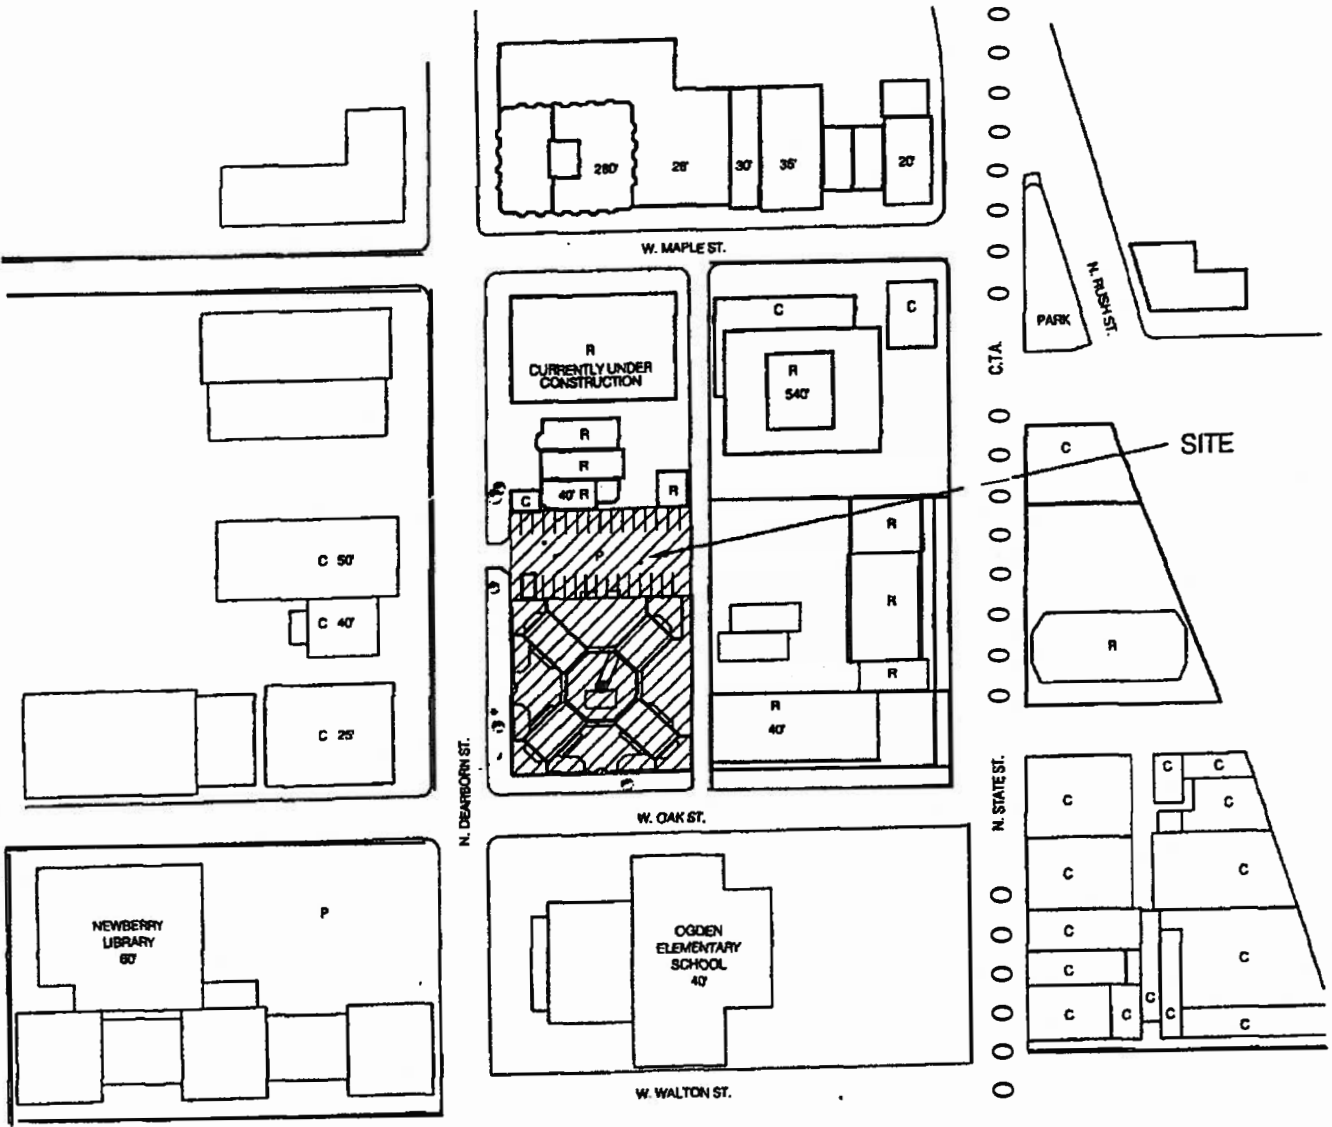 280'
28'
30'
35'
20'
W. MAPLE ST.
N. RUSH ST.
PARK
C.T.A.
R
CURRENTLY UNDER
CONSTRUCTION
C
C
R
540'
R
R
40' R
C
R
P
SITE
C
R
R
R
R
40'
R
C 50'
C 40'
C 25'
N. DEARBORN ST.
W. OAK ST.
N. STATE ST.
C
C
C
C
C
C
C
C
C
C
C
C
C
C
NEWBERRY
LIBRARY
60'
P
OGDEN
ELEMENTARY
SCHOOL
40'
W. WALTON ST.